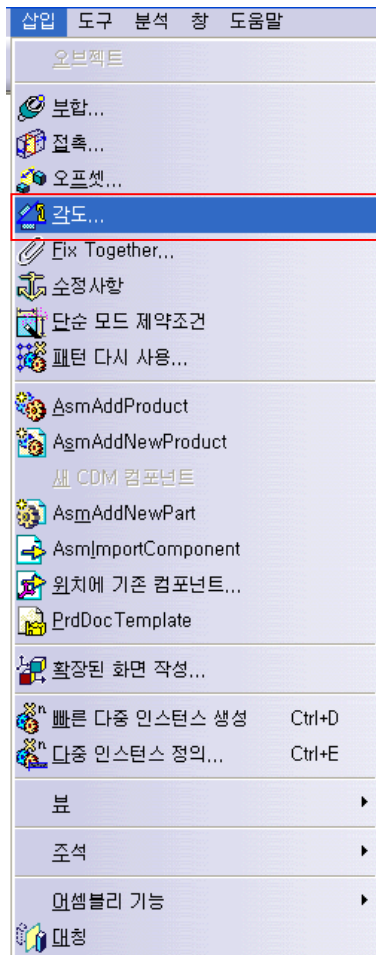 삽입 도구 분석 창 도움말
오브젝트
부합...
접촉...
오프셋...
각도...
Fix Together...
수정사항
단순 모드 제약조건
패턴 다시 사용...
AsmAddProduct
AsmAddNewProduct
새 CDM 컴포넌트
AsmAddNewPart
AsmImportComponent
위치에 기존 컴포넌트...
PrdDocTemplate
확장된 화면 작성...
빠른 다중 인스턴스 생성 Ctrl+D
다중 인스턴스 정의... Ctrl+E
뷰
주석
어셈블리 기능
대칭